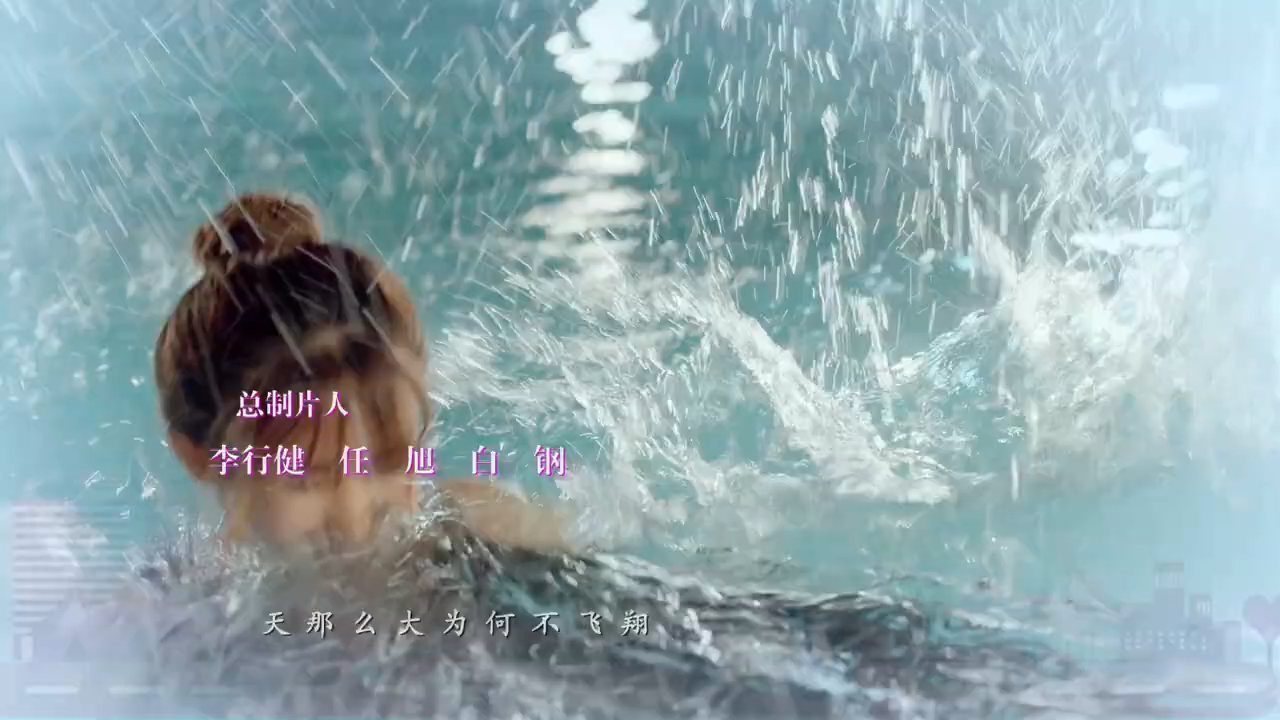 总制片人
李行健 任 旭 白 钢
天那么大为何不飞翔